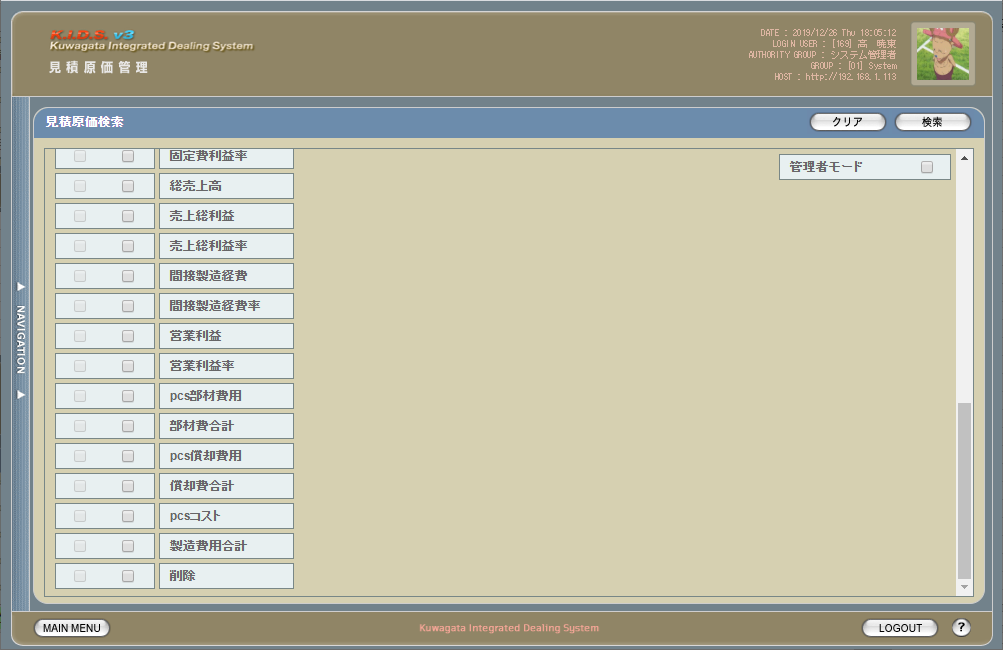 K.i.D.S. v3
Kuwagata Integrated Dealing System
見積原価管理
DATE : 2019/12/26 Thu 18:05:12
LOGIN USER : [169] 高　暁東
AUTHORITY GROUP : システム管理者
GROUP : [01] System
HOST : http://192.168.1.113
見積原価検索
クリア
検索
固定費利益率
管理者モード
総売上高
売上総利益
売上総利益率
間接製造経費
間接製造経費率
営業利益
営業利益率
pcs部材費用
部材費合計
pcs償却費用
償却費合計
pcsコスト
製造費用合計
削除
NAVIGATION
MAIN MENU
Kuwagata Integrated Dealing System
LOGOUT
?